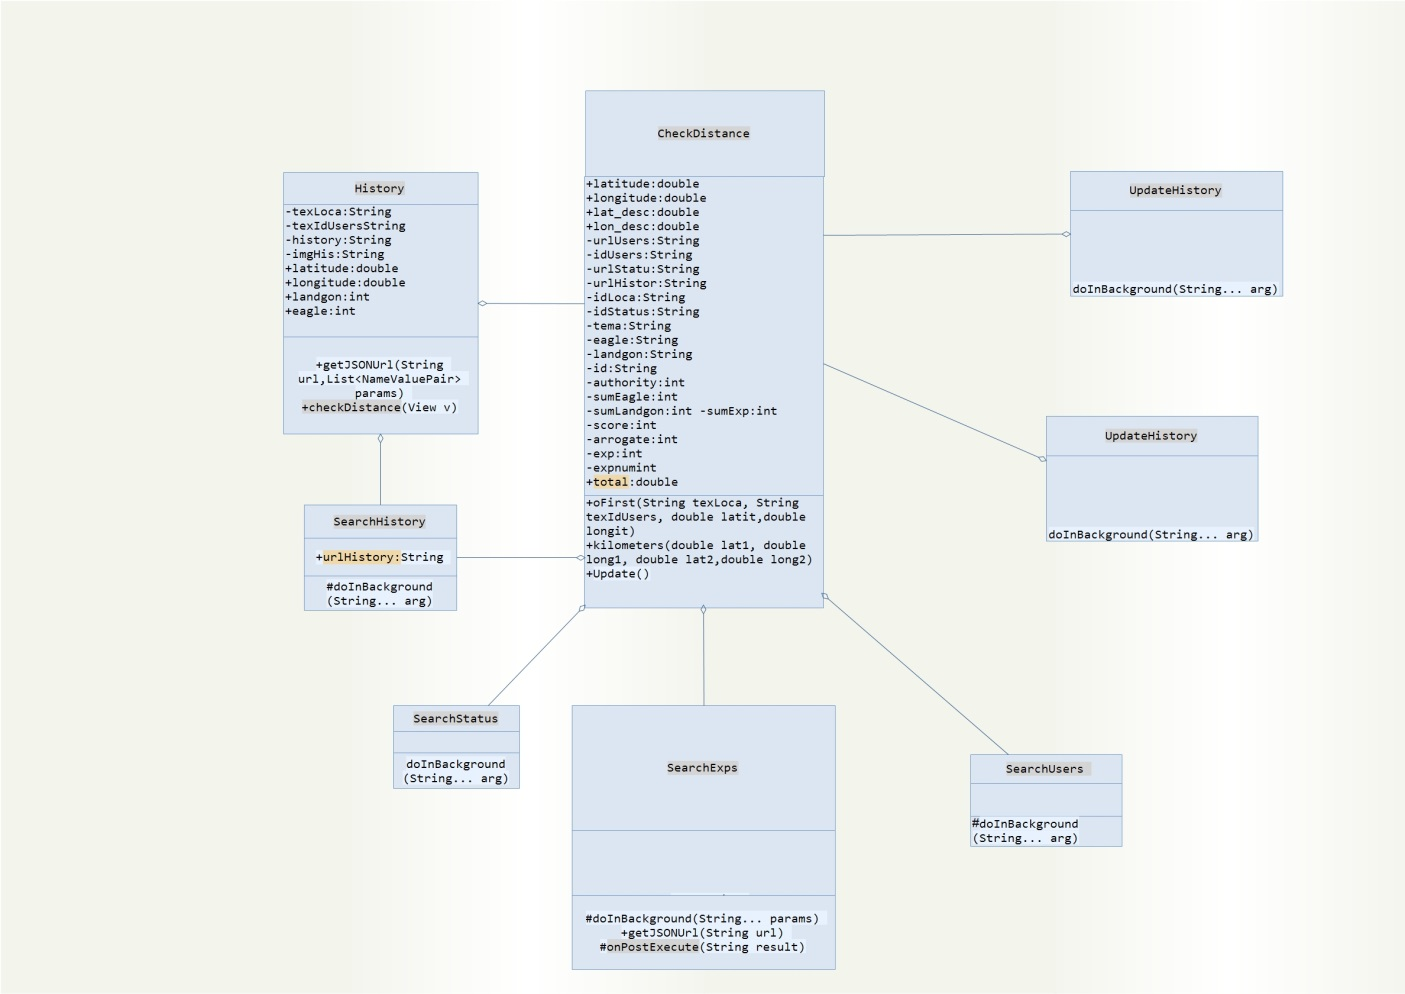 CheckDistance
+latitude:double
+longitude:double
+lat_desc:double
+lon_desc:double
-urlUsers:String
-idUsers:String
-urlStatu:String
-urlHistor:String
-idLoca:String
-idStatus:String
-tema:String
-eagle:String
-landgon:String
-id:String
-authority:int
-sumEagle:int
-sumLandgon:int -sumExp:int
-score:int
-arrogate:int
-exp:int
-expnumint
+total:double
+oFirst(String texLoca, String
texIdUsers, double latit,double
longit)
+kilometers(double lat1, double
long1, double lat2,double long2)
+Update()
History
-texLoca:String
-texIdUsersString
-history:String
-imgHis:String
+latitude:double
+longitude:double
+landgon:int
+eagle:int
+getJSONUrl(String
url,List<NameValuePair>
params)
+checkDistance(View v)
UpdateHistory
doInBackground(String... arg)
UpdateHistory
doInBackground(String... arg)
SearchHistory
+urlHistory:String
#doInBackground
(String... arg)
SearchStatus
doInBackground
(String... arg)
SearchExps
#doInBackground(String... params)
+getJSONUrl(String url)
#onPostExecute(String result)
SearchUsers
#doInBackground
(String... arg)